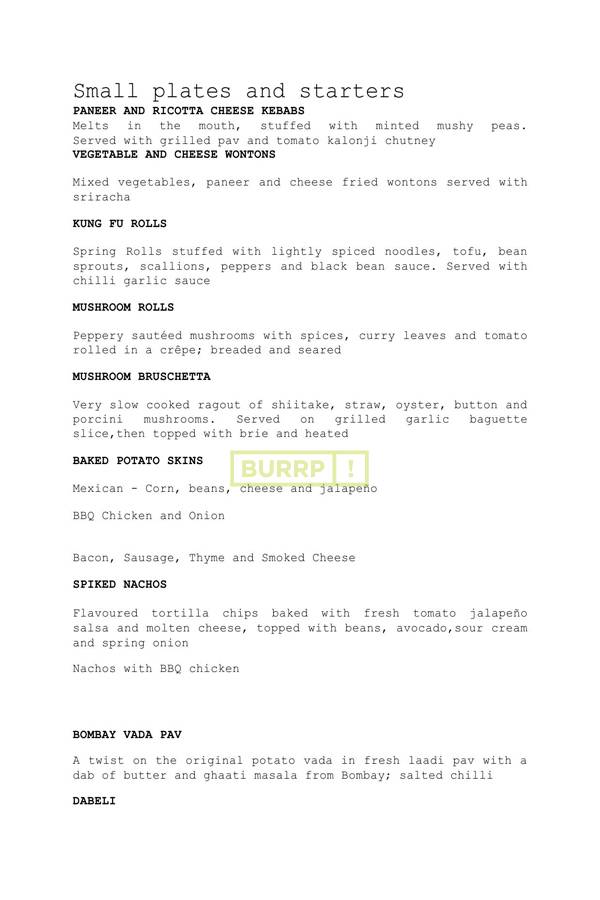 Small plates and starters
PANEER AND RICOTTA CHEESE KEBABS
Melts in the mouth, stuffed with minted mushy peas.
Served with grilled pav and tomato kalonji chutney
VEGETABLE AND CHEESE WONTONS
Mixed vegetables, paneer and cheese fried wontons served with
sriracha
KUNG FU ROLLS
Spring Rolls stuffed with lightly spiced noodles, tofu, bean
sprouts, scallions, peppers and black bean sauce. Served with
chilli garlic sauce
MUSHROOM ROLLS
Peppery sautéed mushrooms with spices, curry leaves and tomato
rolled in a crêpe; breaded and seared
MUSHROOM BRUSCHETTA
Very slow cooked ragout of shiitake, straw, oyster, button and
porcini mushrooms. Served on grilled garlic baguette
slice,then topped with brie and heated
BAKED POTATO SKINS
BURRP!
Mexican - Corn, beans, cheese and jalapeño
BBQ Chicken and Onion
Bacon, Sausage, Thyme and Smoked Cheese
SPIKED NACHOS
Flavoured tortilla chips baked with fresh tomato jalapeño
salsa and molten cheese, topped with beans, avocado,sour cream
and spring onion
Nachos with BBQ chicken
BOMBAY VADA PAV
A twist on the original potato vada in fresh laadi pav with a
dab of butter and ghaati masala from Bombay; salted chilli
DABELI